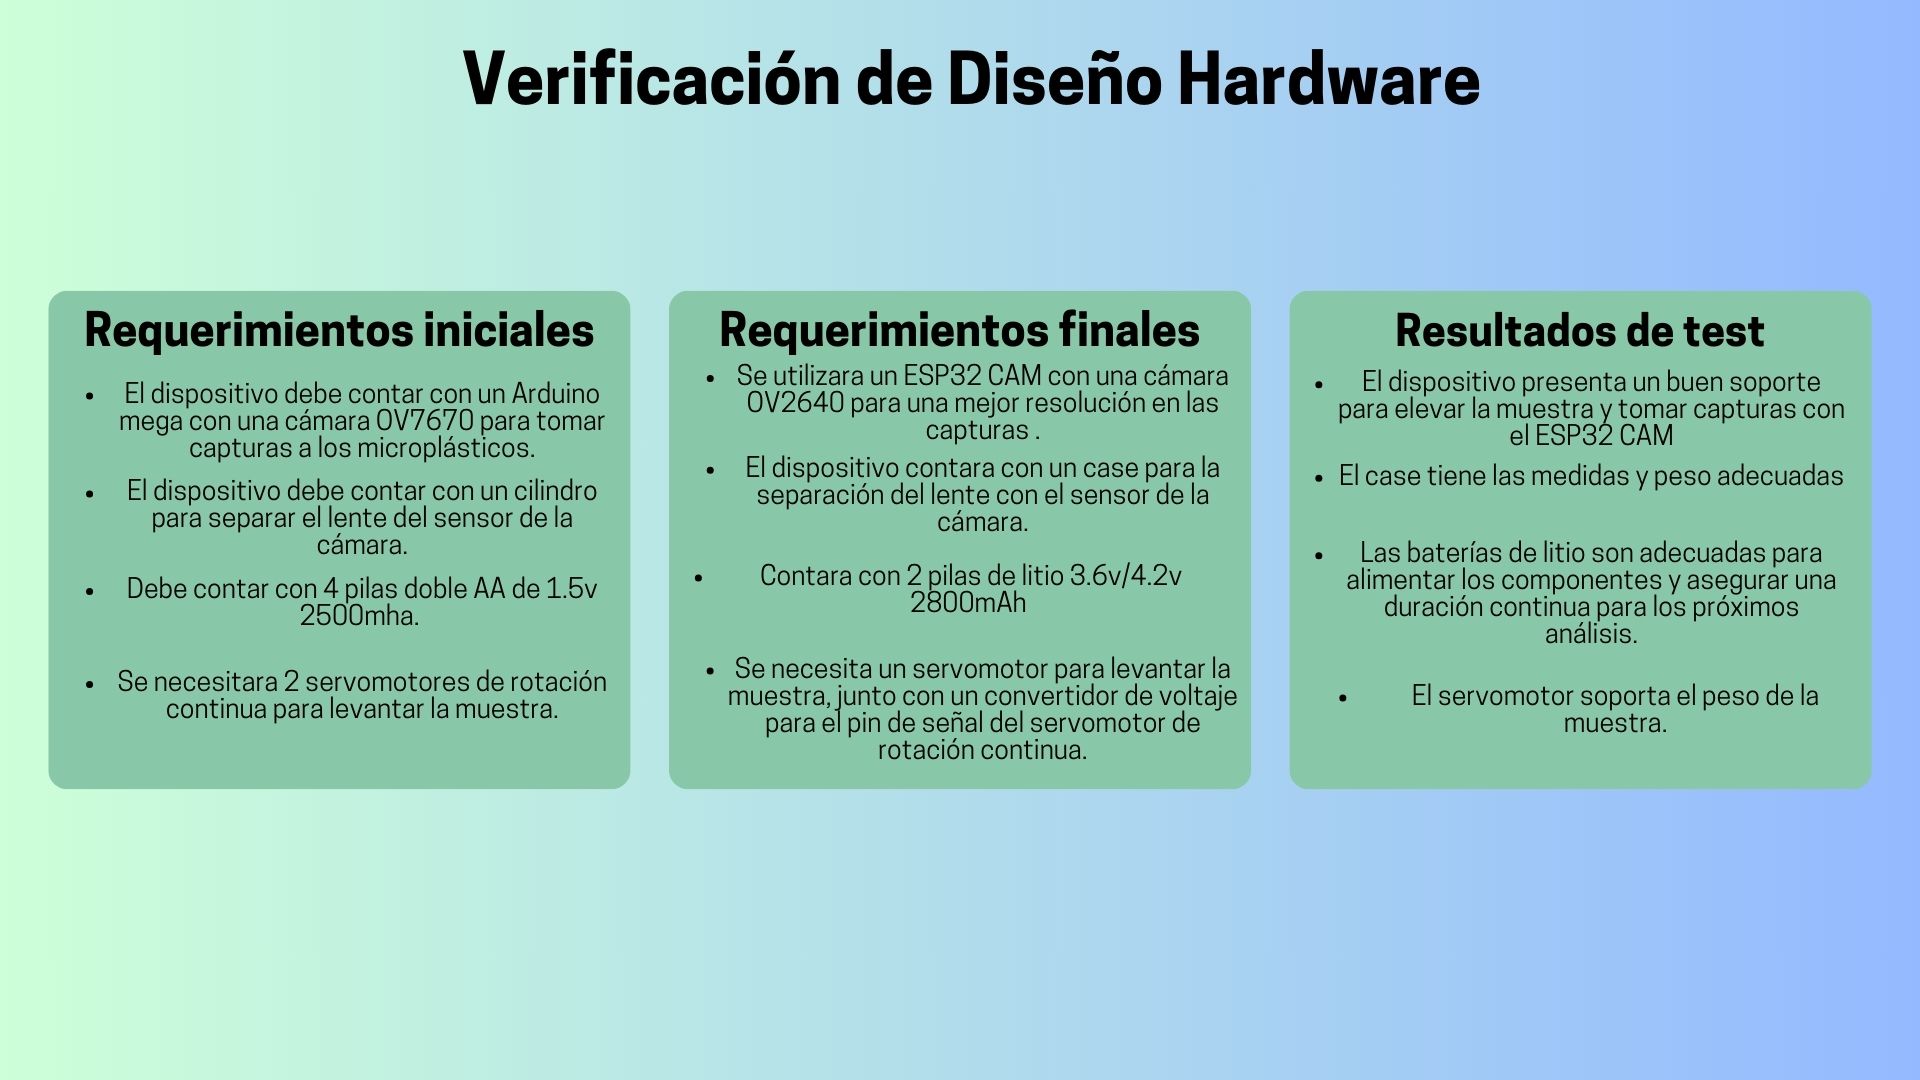 Verificación de Diseño Hardware
Requerimientos iniciales
• El dispositivo debe contar con un Arduino
mega con una cámara OV7670 para tomar
capturas a los microplásticos.
• El dispositivo debe contar con un cilindro
para separar el lente del sensor de la
cámara.
• Debe contar con 4 pilas doble AA de 1.5v
2500mha.
• Se necesitara 2 servomotores de rotación
continua para levantar la muestra.
Requerimientos finales
• Se utilizara un ESP32 CAM con una cámara
OV2640 para una mejor resolución en las
capturas .
• El dispositivo contara con un case para la
separación del lente con el sensor de la
cámara.
• Contara con 2 pilas de litio 3.6v/4.2v
2800mAh
• Se necesita un servomotor para levantar la
muestra, junto con un convertidor de voltaje
para el pin de señal del servomotor de
rotación continua.
Resultados de test
• El dispositivo presenta un buen soporte
para elevar la muestra y tomar capturas con
el ESP32 CAM
• El case tiene las medidas y peso adecuadas
• Las baterías de litio son adecuadas para
alimentar los componentes y asegurar una
duración continua para los próximos
análisis.
• El servomotor soporta el peso de la
muestra.